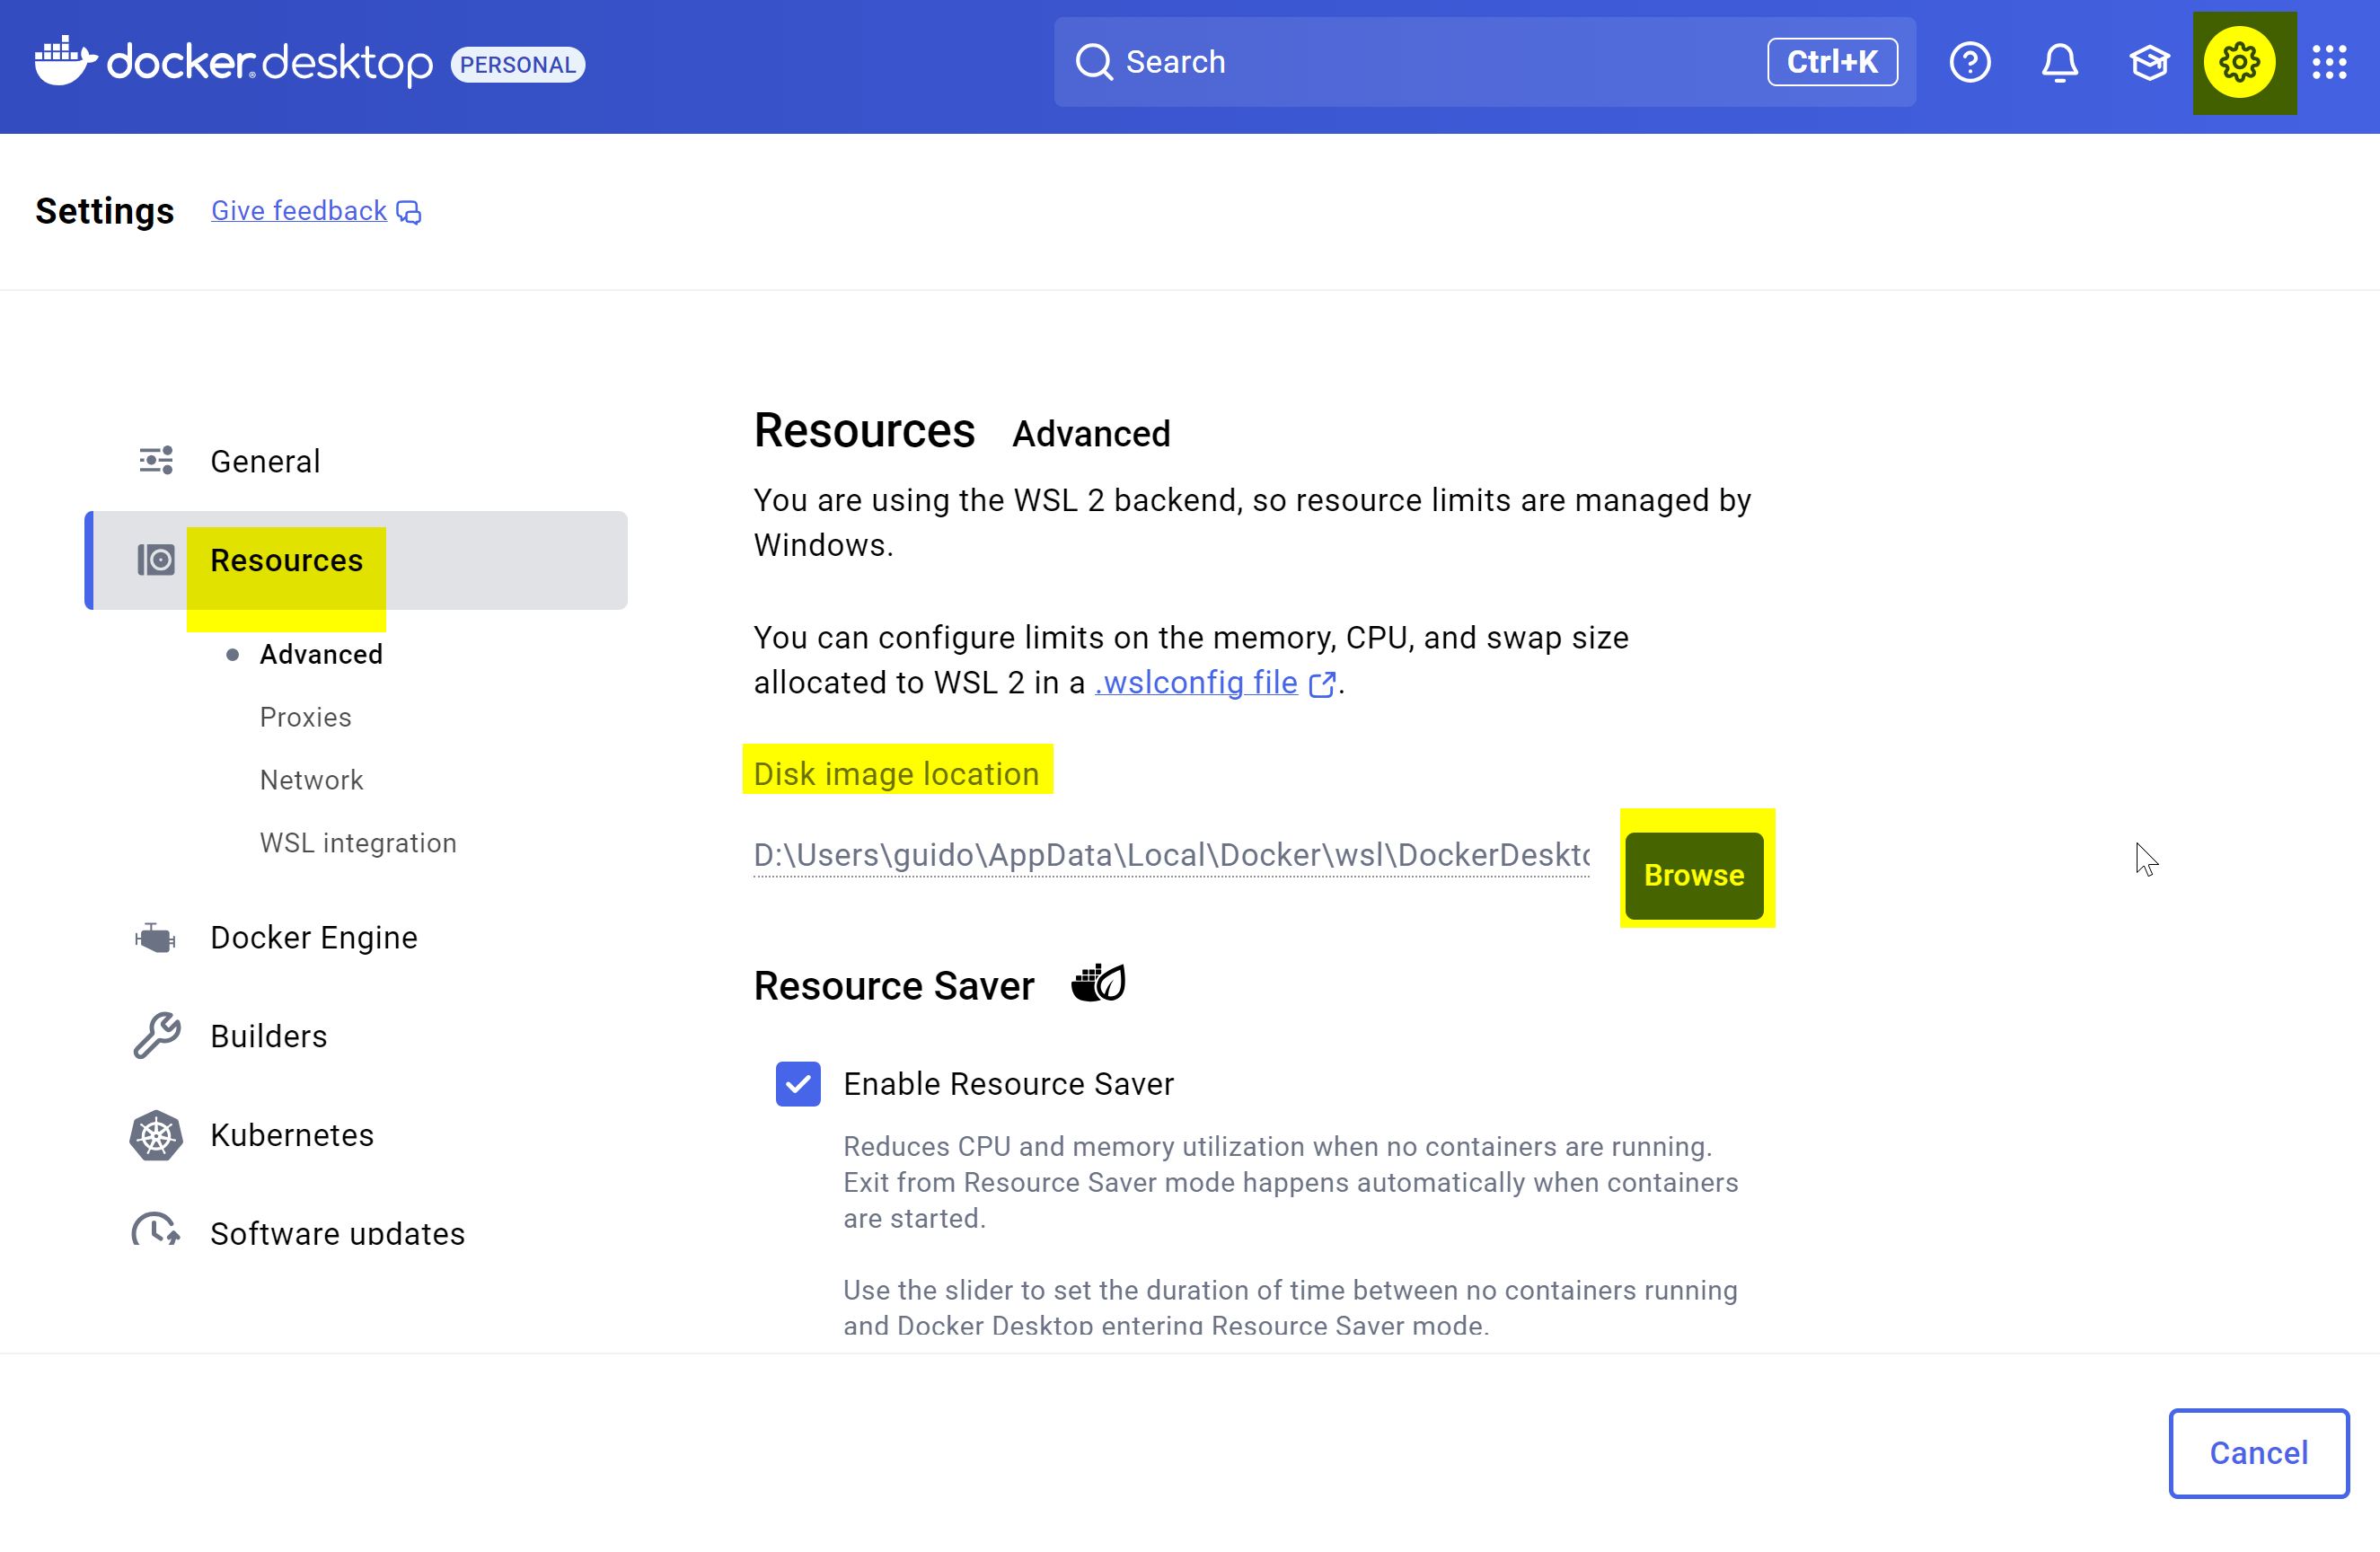 docker desktop PERSONAL
Search
Ctrl+K
Settings
Give feedback
General
Resources
Advanced
Proxies
Network
WSL integration
Docker Engine
Builders
Kubernetes
Software updates
Resources Advanced
You are using the WSL 2 backend, so resource limits are managed by
Windows.
You can configure limits on the memory, CPU, and swap size
allocated to WSL 2 in a .wslconfig file .
Disk image location
D:\Users\guido\AppData\Local\Docker\wsl\DockerDeskto
Browse
Resource Saver
Enable Resource Saver
Reduces CPU and memory utilization when no containers are running.
Exit from Resource Saver mode happens automatically when containers
are started.
Use the slider to set the duration of time between no containers running
and Docker Desktop entering Resource Saver mode.
Cancel